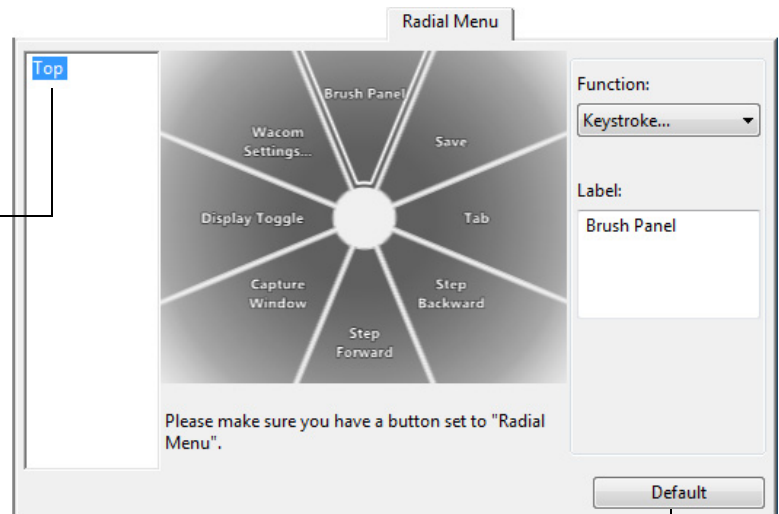 Radial Menu
Top
Brush Panel
Wacom
Settings...
Save
Display Toggle
Tab
Capture
Window
Step
Backward
Step
Forward
Please make sure you have a button set to "Radial
Menu".
Function:
Keystroke...
Label:
Brush Panel
Default